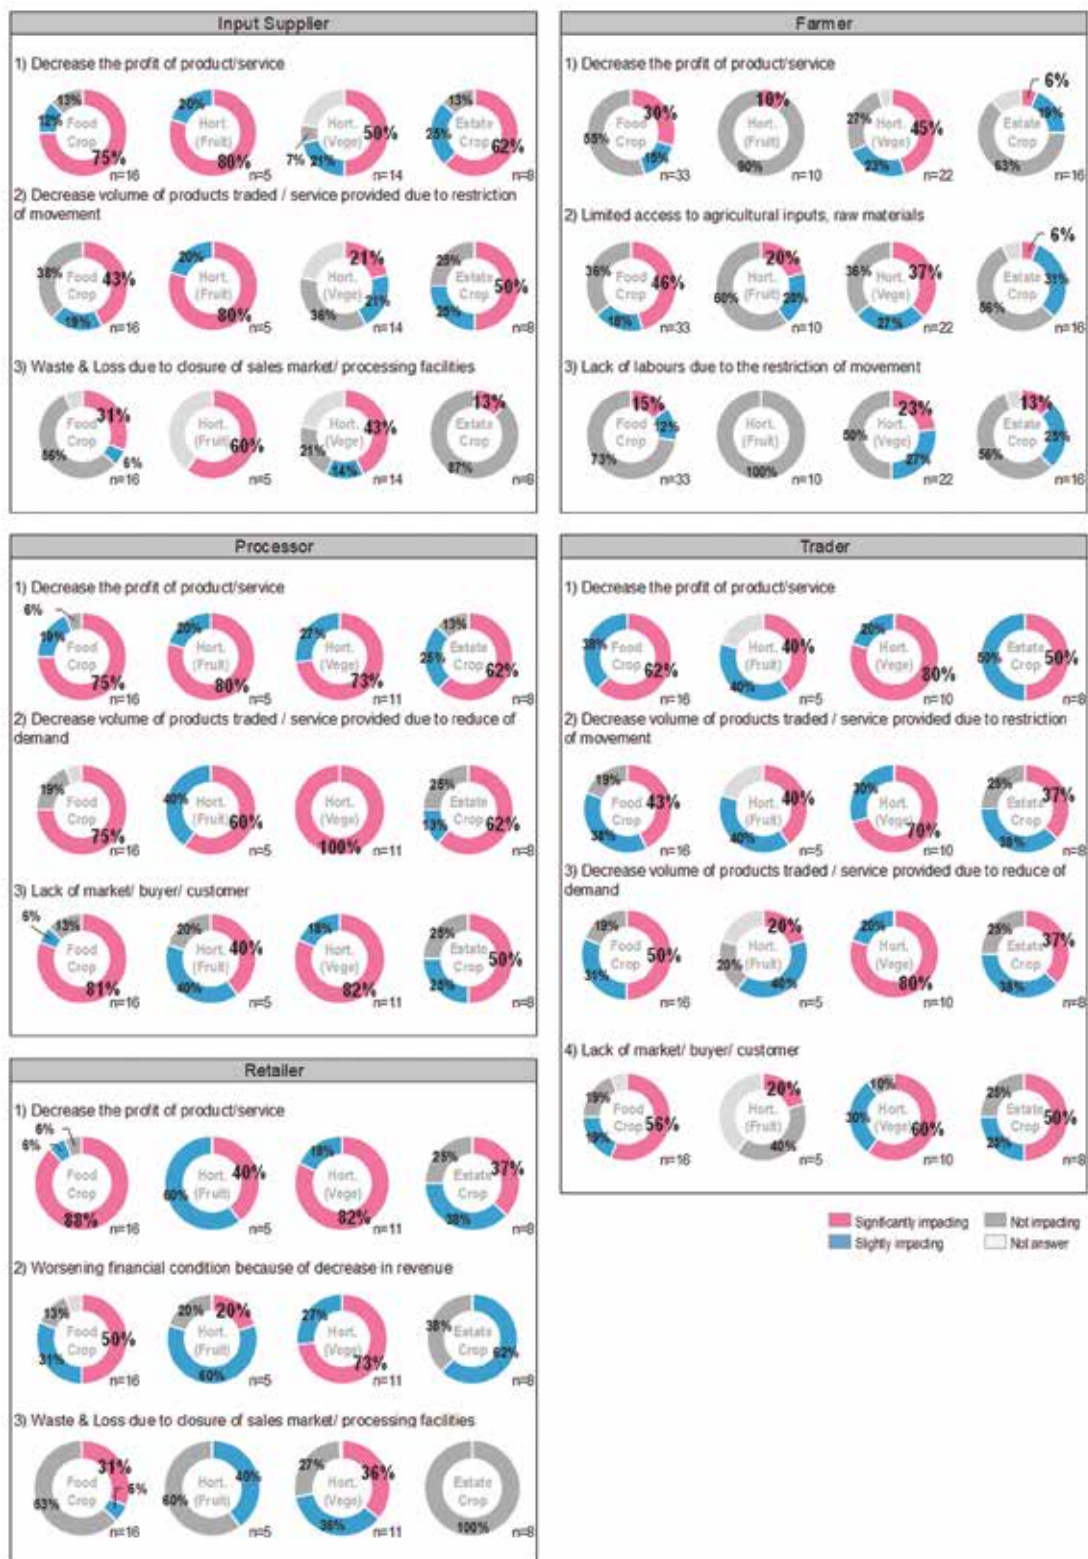 Input Supplier
1) Decrease the profit of product/service
13% 12% Food Crop 75% n=16
20% Hort. (Fruit) 80% n=5
Hort. (Vege) 50% 7% 21% n=14
13% 25% Estate Crop 62% n=8
2) Decrease volume of products traded / service provided due to restriction
of movement
38% Food Crop 43% 19% n=16
20% Hort. (Fruit) 80% n=5
21% Hort. (Vege) 21% 36% n=14
25% Estate Crop 50% 25% n=8
3) Waste & Loss due to closure of sales market/ processing facilities
31% Food Crop 56% 6% n=16
Hort. (Fruit) 60% n=5
43% Hort. (Vege) 21% 14% n=14
13% Estate Crop 87% n=8
Farmer
1) Decrease the profit of product/service
30% Food Crop 55% 15% n=33
10% Hort. (Fruit) 90% n=10
27% Hort. (Vege) 45% 23% n=22
6% 19% Estate Crop 63% n=16
2) Limited access to agricultural inputs, raw materials
36% Food Crop 46% 18% n=33
20% Hort. (Fruit) 60% 20% n=10
36% Hort. (Vege) 37% 27% n=22
6% Estate Crop 31% 56% n=16
3) Lack of labours due to the restriction of movement
15% Food Crop 12% 73% n=33
Hort. (Fruit) 100% n=10
23% Hort. (Vege) 50% 27% n=22
13% Estate Crop 25% 56% n=16
Processor
1) Decrease the profit of product/service
6% 19% Food Crop 75% n=16
20% Hort. (Fruit) 80% n=5
27% Hort. (Vege) 73% n=11
13% 25% Estate Crop 62% n=8
2) Decrease volume of products traded / service provided due to reduce of
demand
19% Food Crop 75% n=16
40% Hort. (Fruit) 60% n=5
Hort. (Vege) 100% n=11
25% Estate Crop 13% 62% n=8
3) Lack of market/ buyer/ customer
6% 13% Food Crop 81% n=16
20% Hort. (Fruit) 40% 40% n=5
18% Hort. (Vege) 82% n=11
25% Estate Crop 50% 25% n=8
Trader
1) Decrease the profit of product/service
38% Food Crop 62% n=16
Hort. (Fruit) 40% 40% n=5
20% Hort. (Vege) 80% n=10
50% Estate Crop 50% n=8
2) Decrease volume of products traded / service provided due to restriction
of movement
19% Food Crop 43% 38% n=16
Hort. (Fruit) 40% 40% n=5
30% Hort. (Vege) 70% n=10
25% Estate Crop 37% 38% n=8
3) Decrease volume of products traded / service provided due to reduce of
demand
19% Food Crop 50% 31% n=16
20% Hort. (Fruit) 20% 40% n=5
20% Hort. (Vege) 80% n=10
25% Estate Crop 37% 38% n=8
4) Lack of market/ buyer/ customer
19% Food Crop 56% 19% n=16
20% Hort. (Fruit) 40% n=5
10% 30% Hort. (Vege) 60% n=10
25% Estate Crop 50% 25% n=8
Retailer
1) Decrease the profit of product/service
6% 6% Food Crop 88% n=16
60% Hort. (Fruit) 40% n=5
18% Hort. (Vege) 82% n=11
25% Estate Crop 37% 38% n=8
2) Worsening financial condition because of decrease in revenue
13% Food Crop 50% 31% n=16
20% 20% Hort. (Fruit) 60% n=5
27% Hort. (Vege) 73% n=11
38% Estate Crop 62% n=8
3) Waste & Loss due to closure of sales market/ processing facilities
31% Food Crop 6% 63% n=16
40% Hort. (Fruit) 60% n=5
27% Hort. (Vege) 36% 36% n=11
Estate Crop 100% n=8
Significantly impacting
Not impacting
Slightly impacting
Not answer